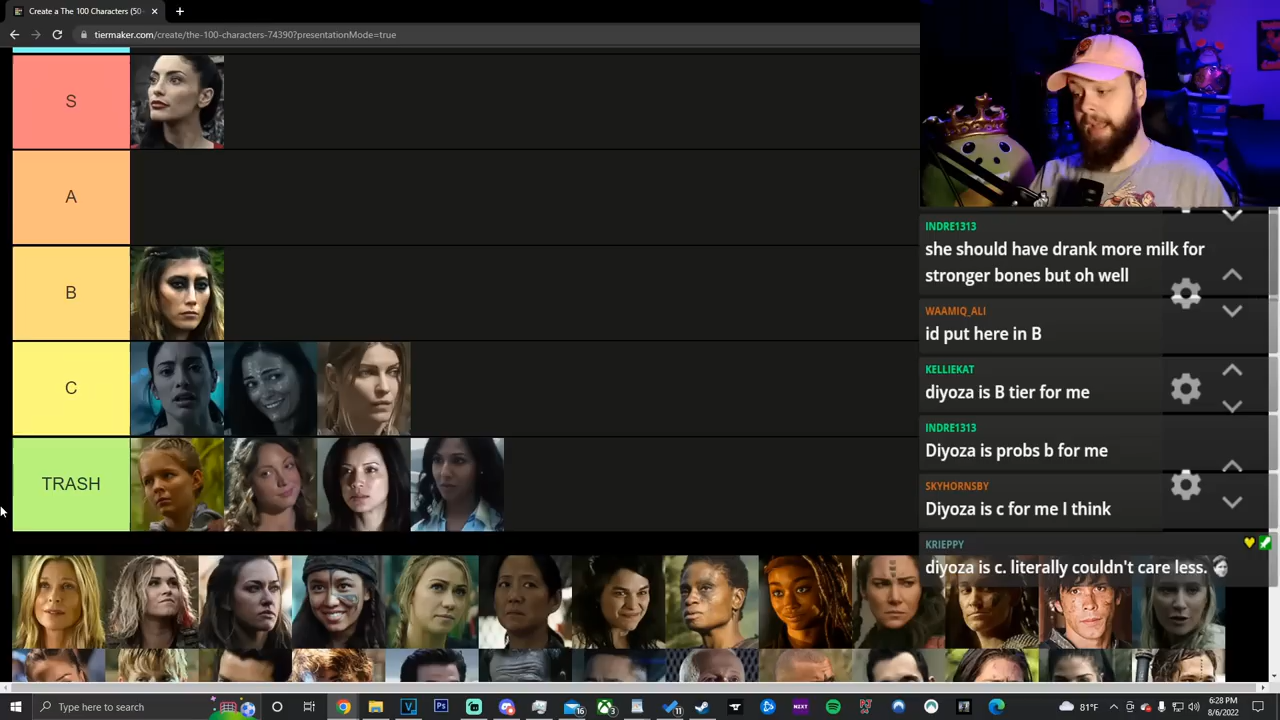 Create a The 100 Characters (50+
tiermaker.com/create/the-100-characters-74390?presentationMode=true
S
A
B
C
TRASH
INDRE1313
she should have drank more milk for
stronger bones but oh well
WAAMIQ_ALI
id put here in B
KELLIEKAT
diyoza is B tier for me
INDRE1313
Diyoza is probs b for me
SKYHORNSBY
Diyoza is c for me I think
KRIEPPY
diyoza is c. literally couldn't care less.
Type here to search
81°F
6:28 PM
8/6/2022